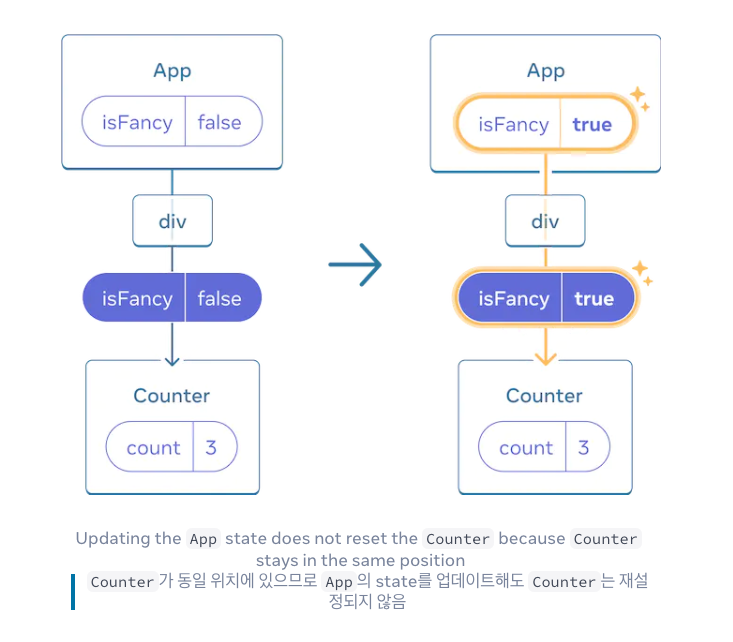 App
isFancy false
div
isFancy false
Counter
count 3
App
isFancy true
div
isFancy true
Counter
count 3
Updating the App state does not reset the Counter because Counter
stays in the same position
Counter가 동일 위치에 있으므로 App의 state를 업데이트해도 Counter는 재설
정되지 않음